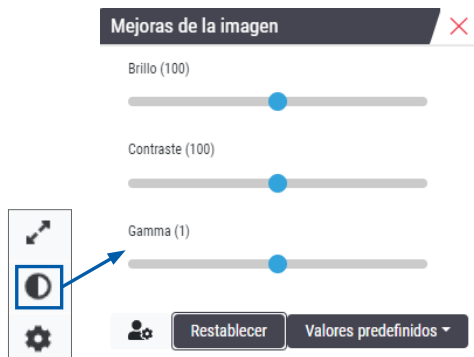 Mejoras de la imagen
Brillo (100)
Contraste (100)
Gamma (1)
Restablecer
Valores predefinidos